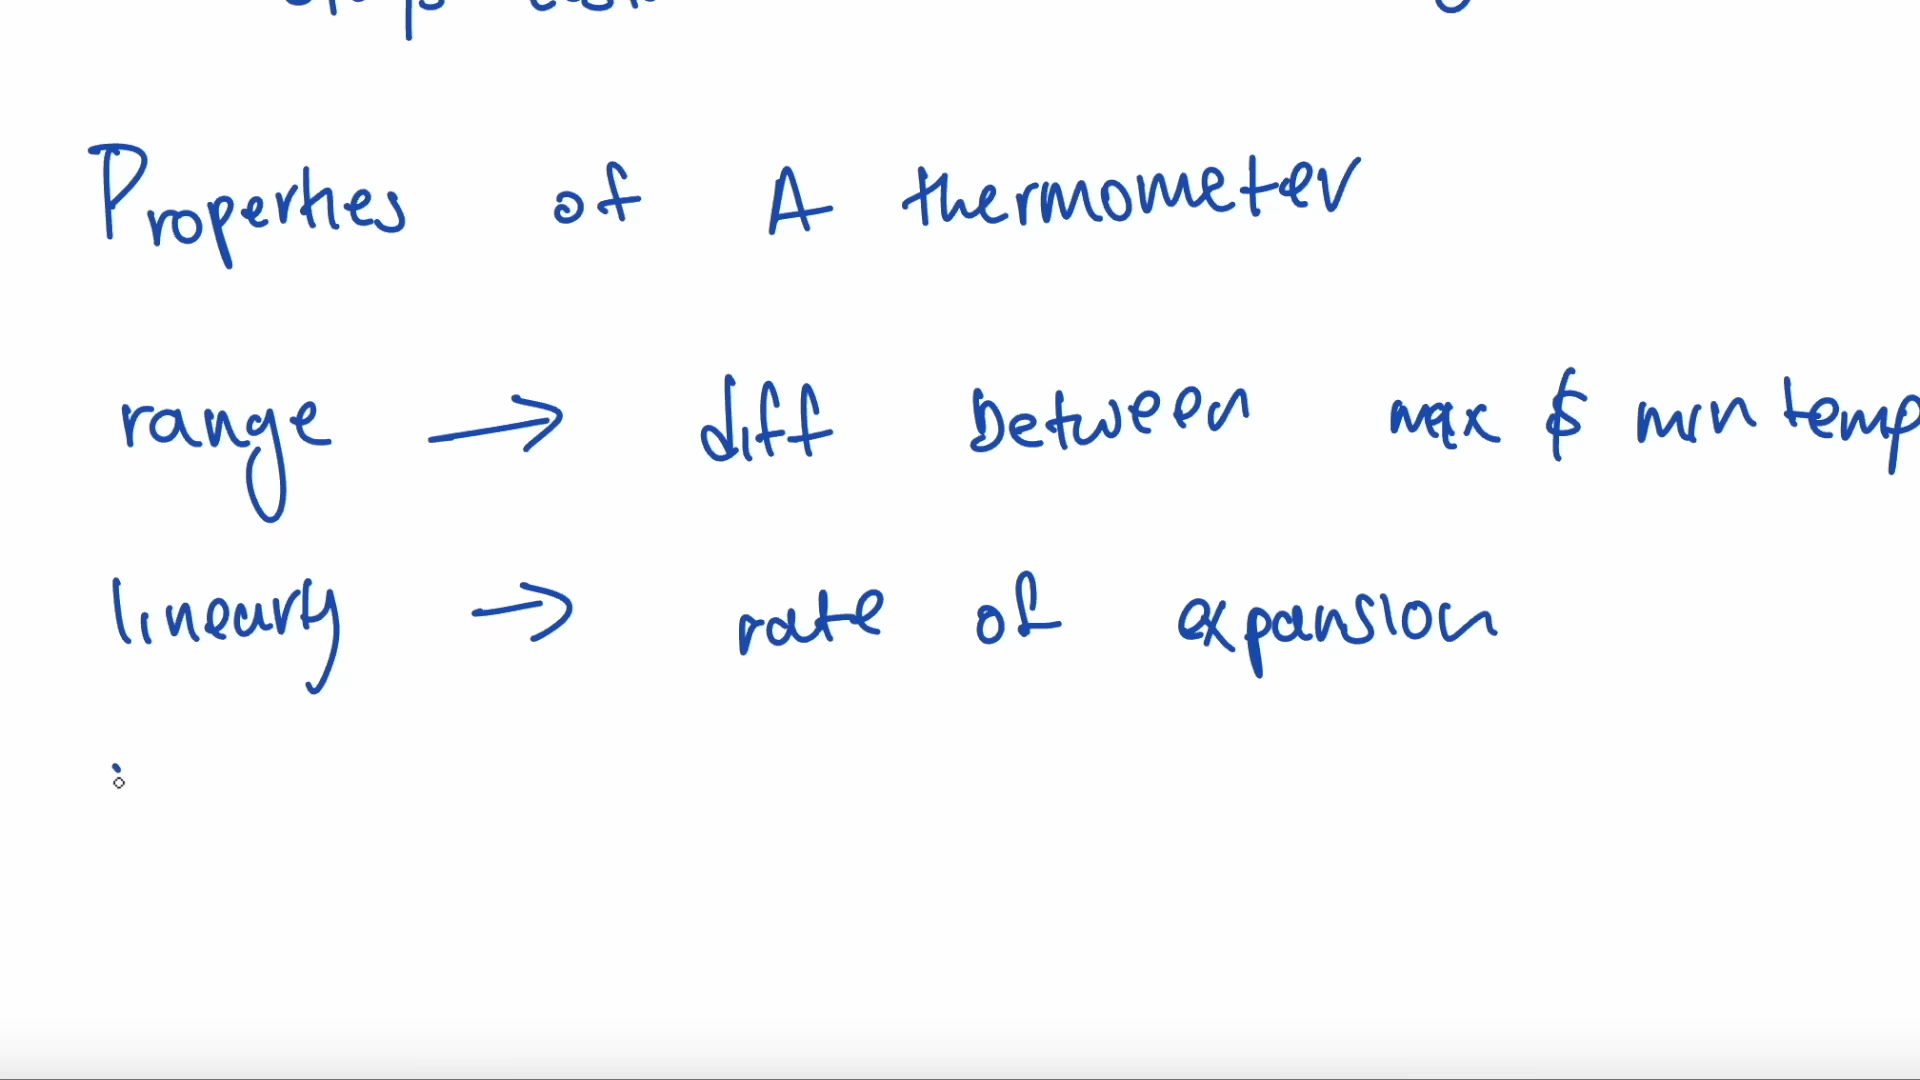 Properties of A thermometer
range → diff between max & min temp
linearity → rate of expansion